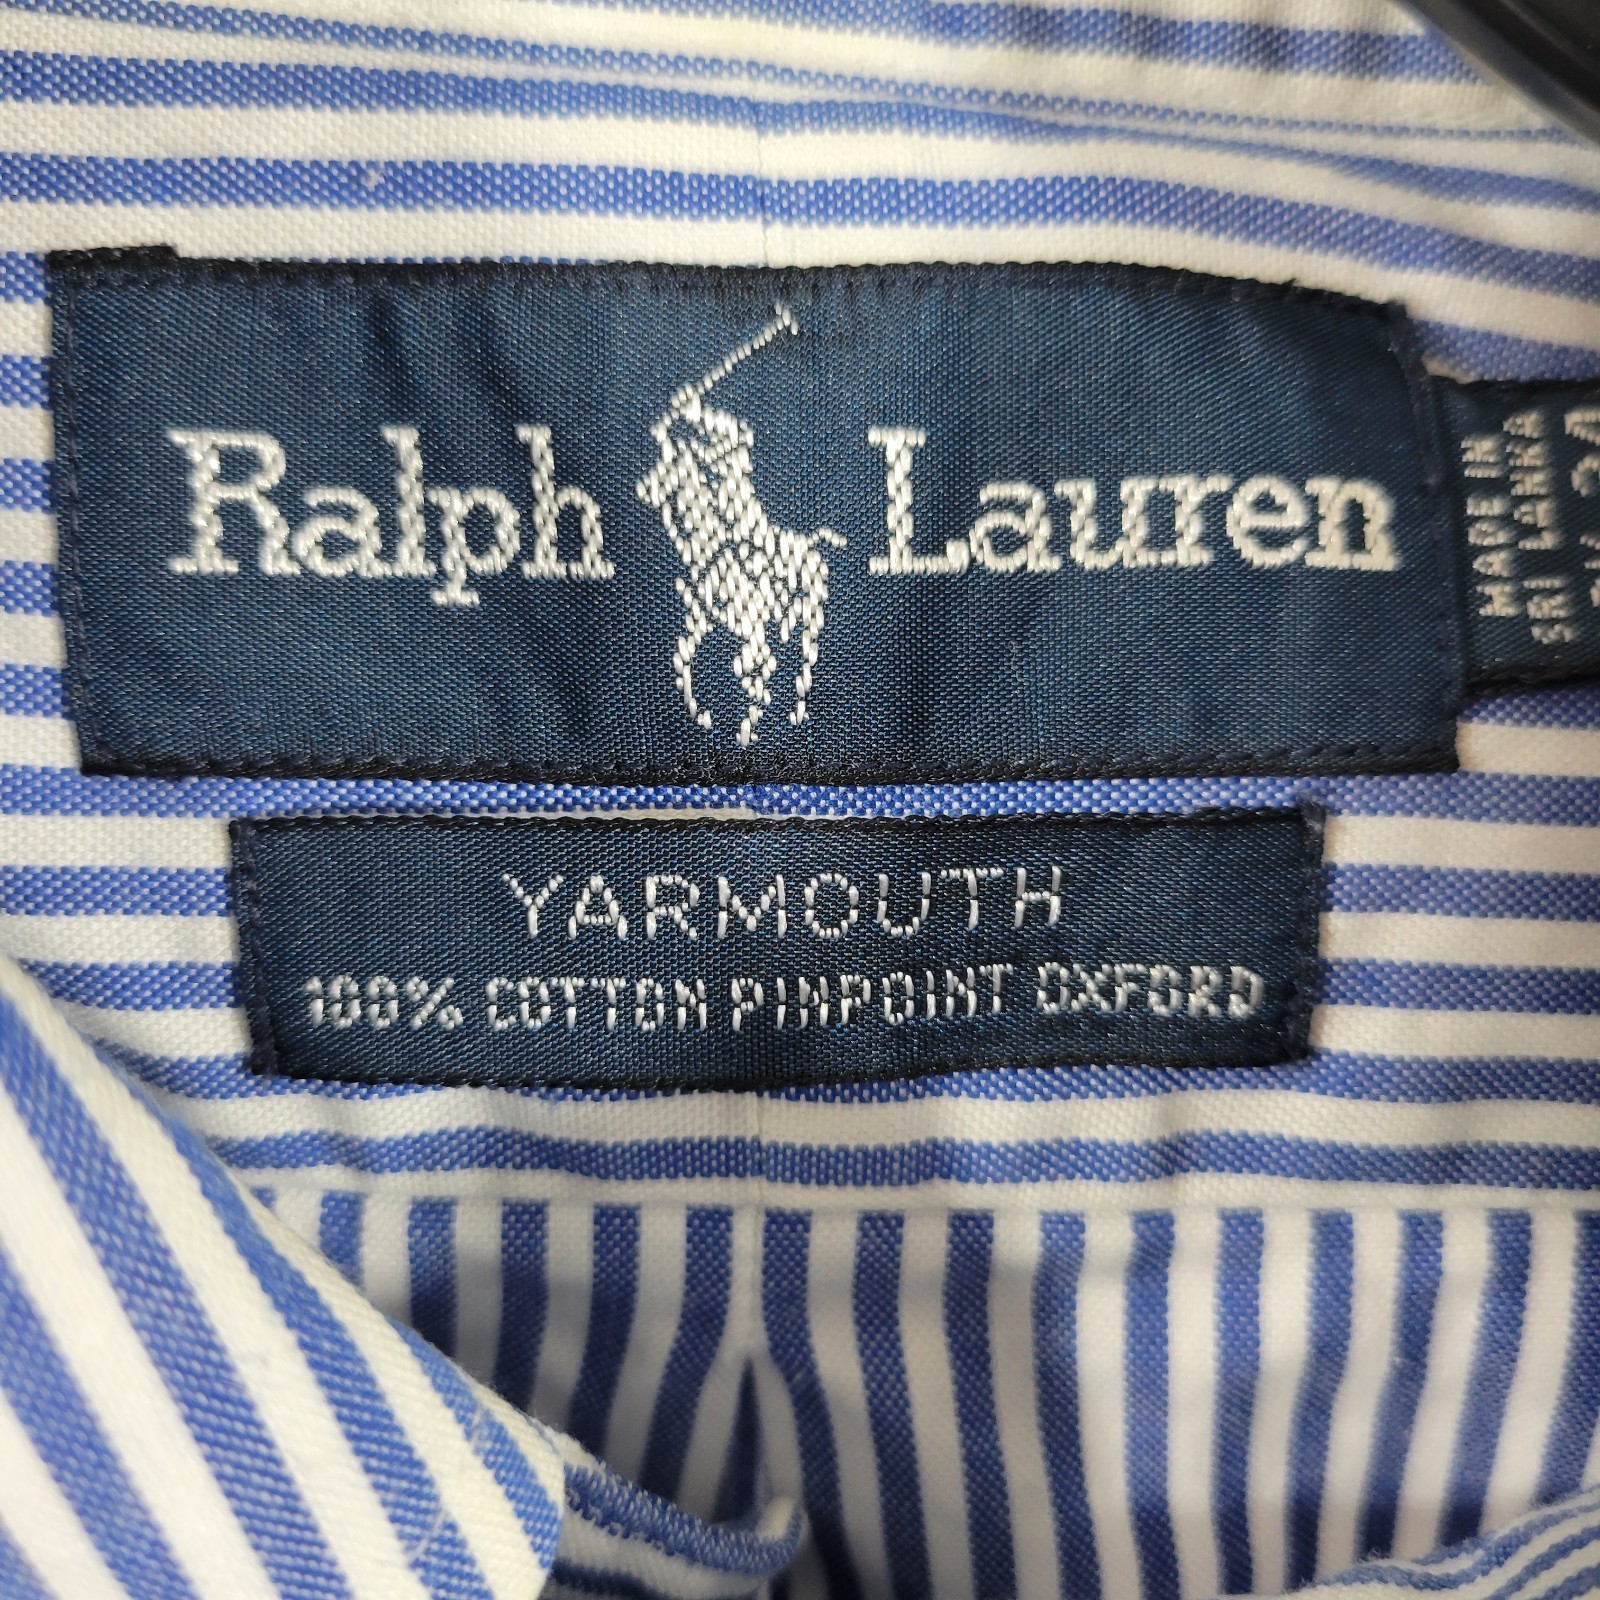 Ralph Lauren
MADE IN
SRI LANKA
YARMOUTH
100% COTTON PINPOINT OXFORD